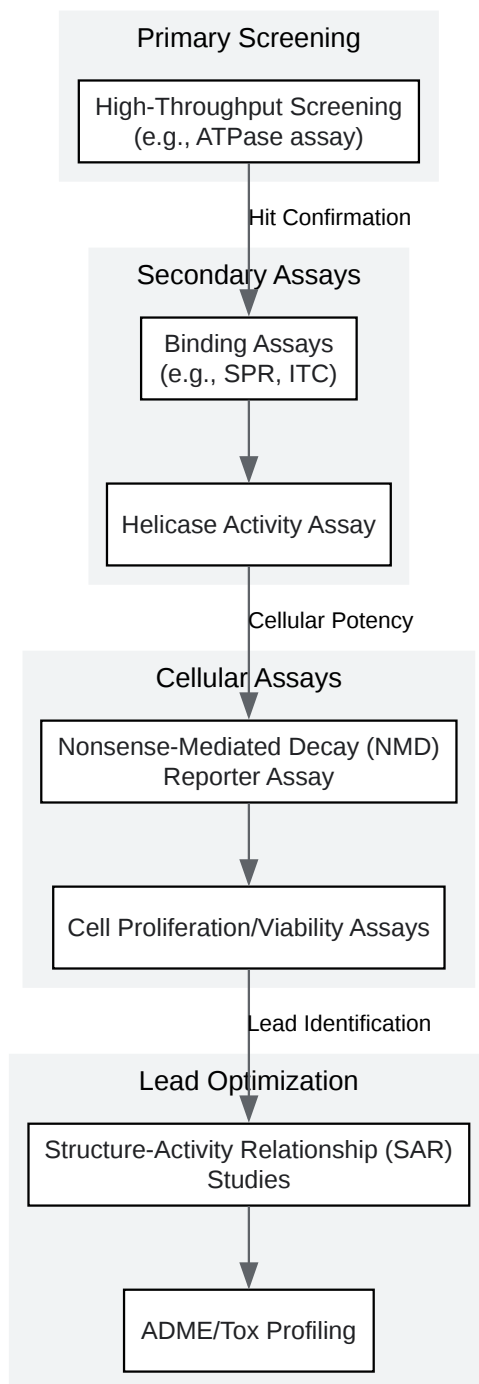 Primary Screening
High-Throughput Screening
(e.g., ATPase assay)
Hit Confirmation
Secondary Assays
Binding Assays
(e.g., SPR, ITC)
Helicase Activity Assay
Cellular Potency
Cellular Assays
Nonsense-Mediated Decay (NMD)
Reporter Assay
Cell Proliferation/Viability Assays
Lead Identification
Lead Optimization
Structure-Activity Relationship (SAR)
Studies
ADME/Tox Profiling